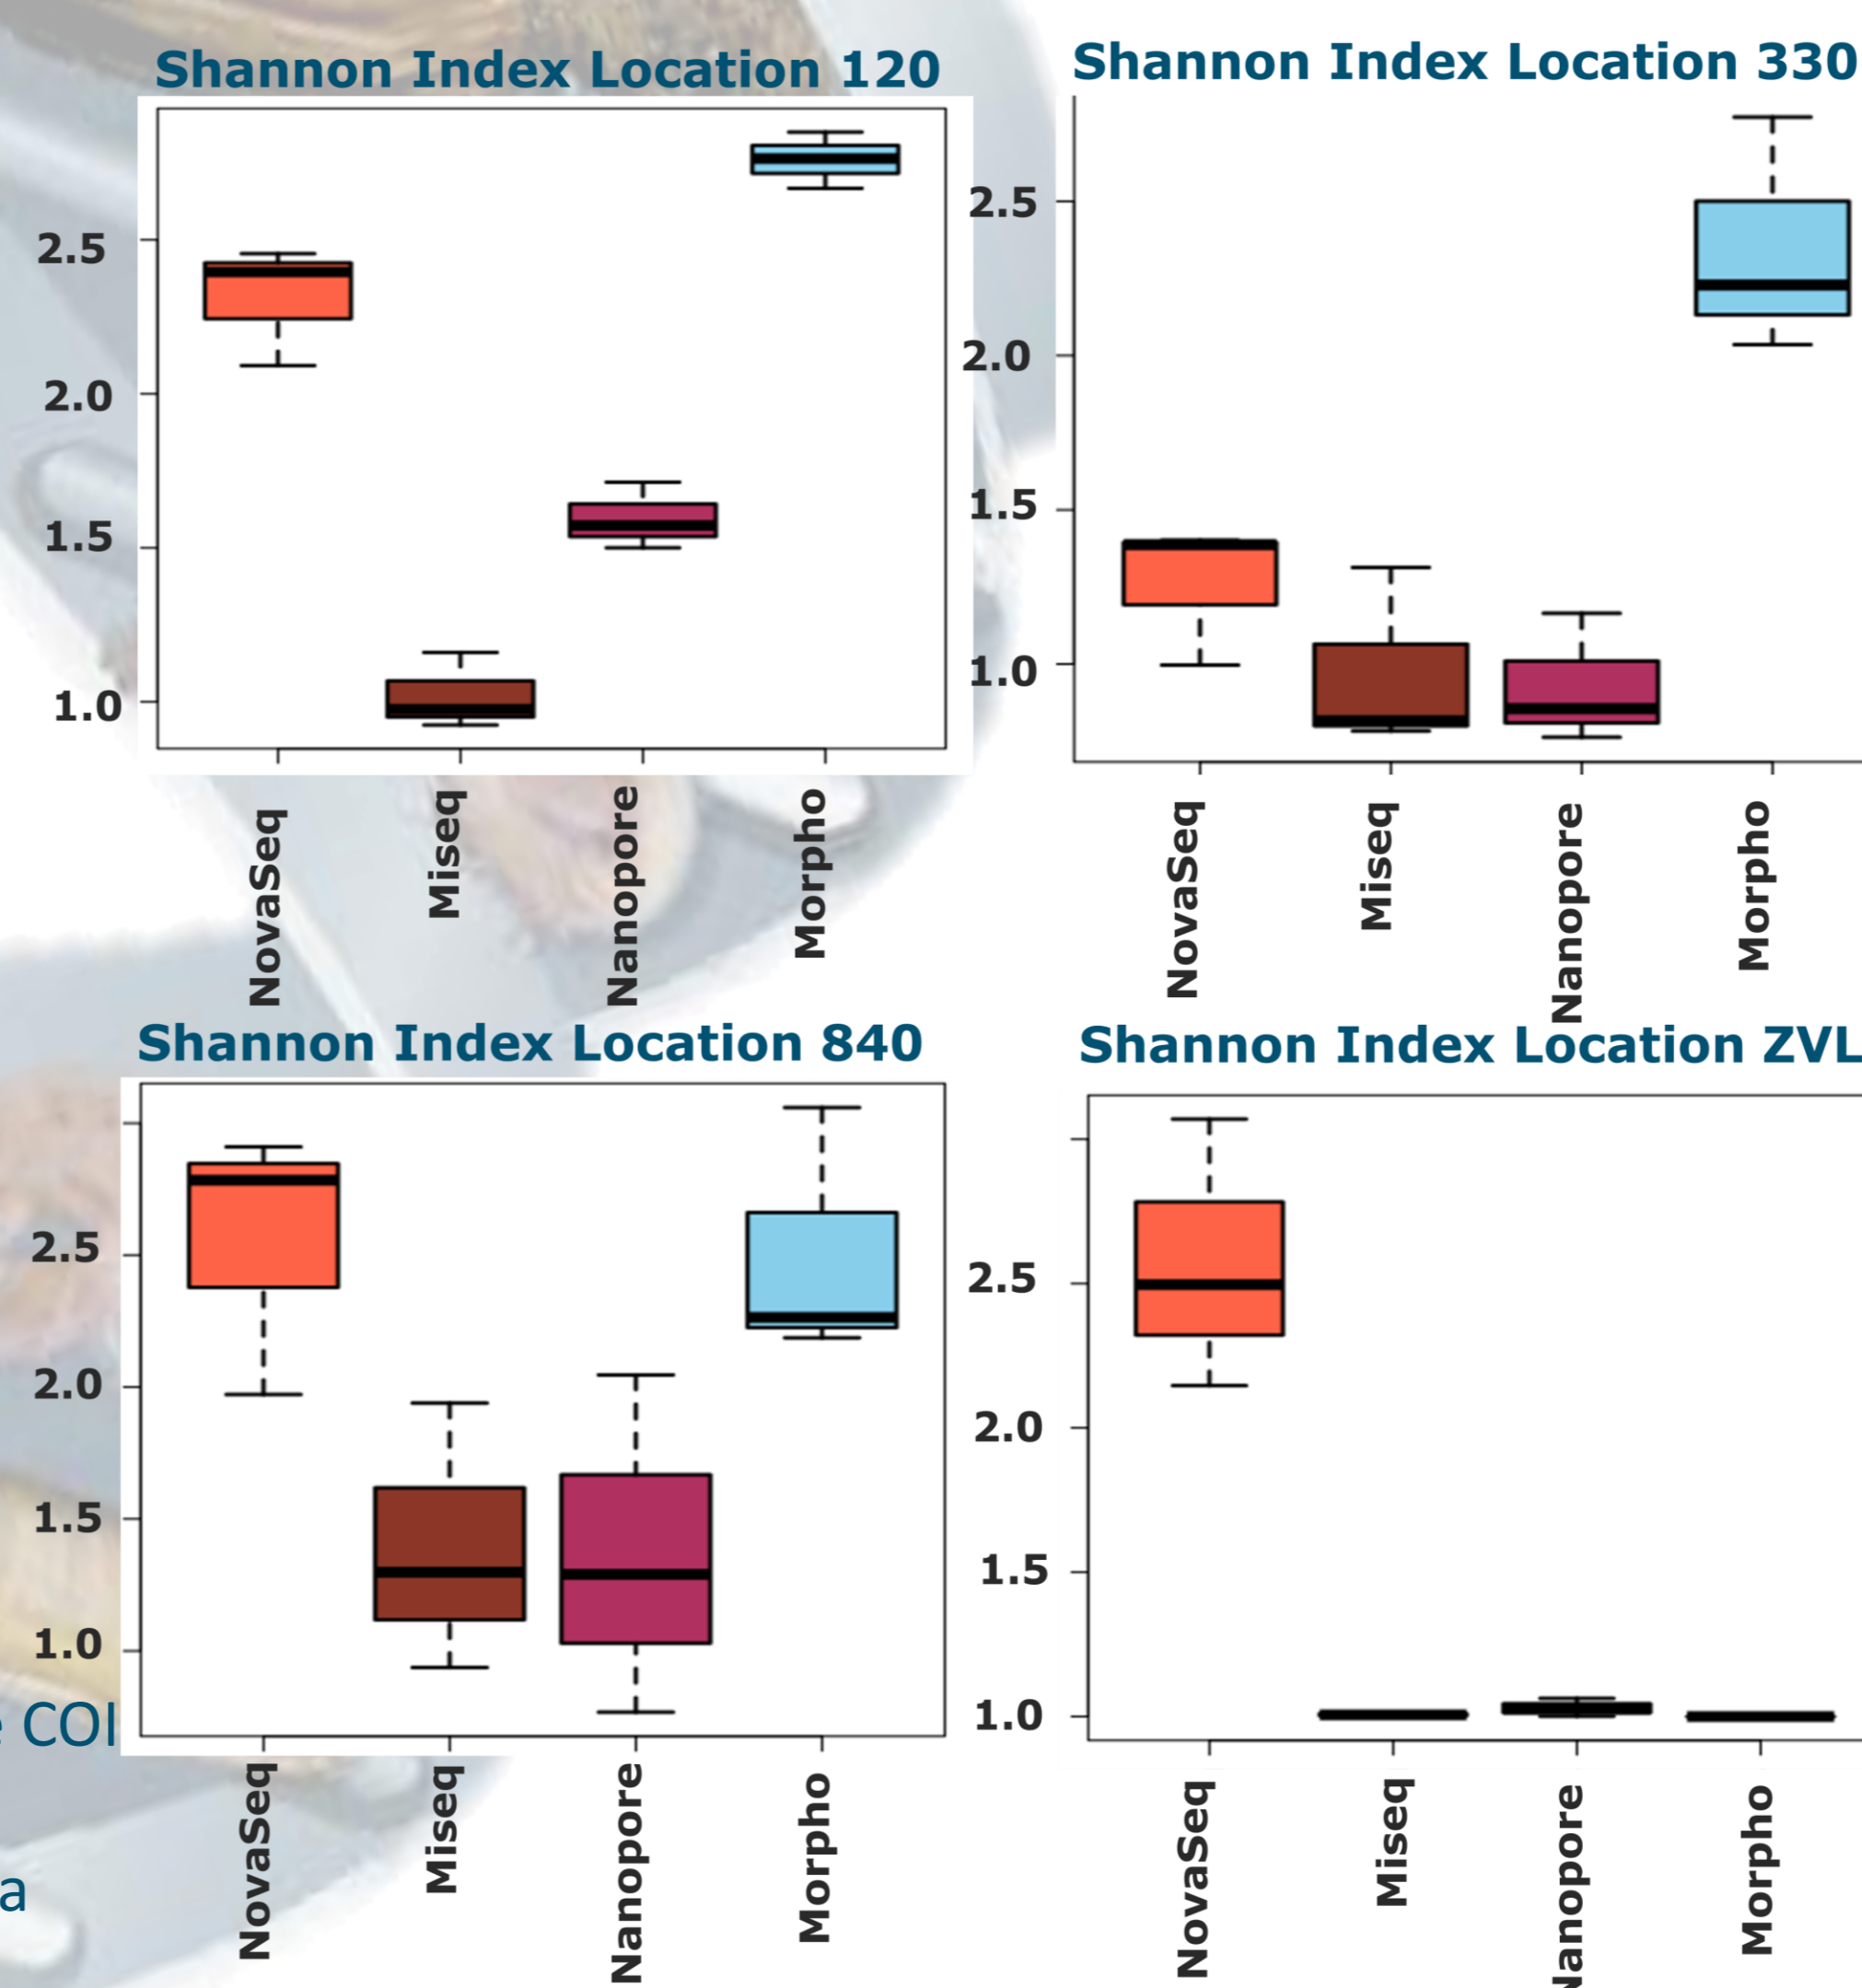 Shannon Index Location 120
2.5
2.0
1.5
1.0
NovaSeq
Miseq
Nanopore
Morpho
Shannon Index Location 330
2.5
2.0
1.5
1.0
NovaSeq
Miseq
Nanopore
Morpho
Shannon Index Location 840
2.5
2.0
1.5
1.0
NovaSeq
Miseq
Nanopore
Morpho
Shannon Index Location ZVL
2.5
2.0
1.5
1.0
NovaSeq
Miseq
Nanopore
Morpho
e COI
a